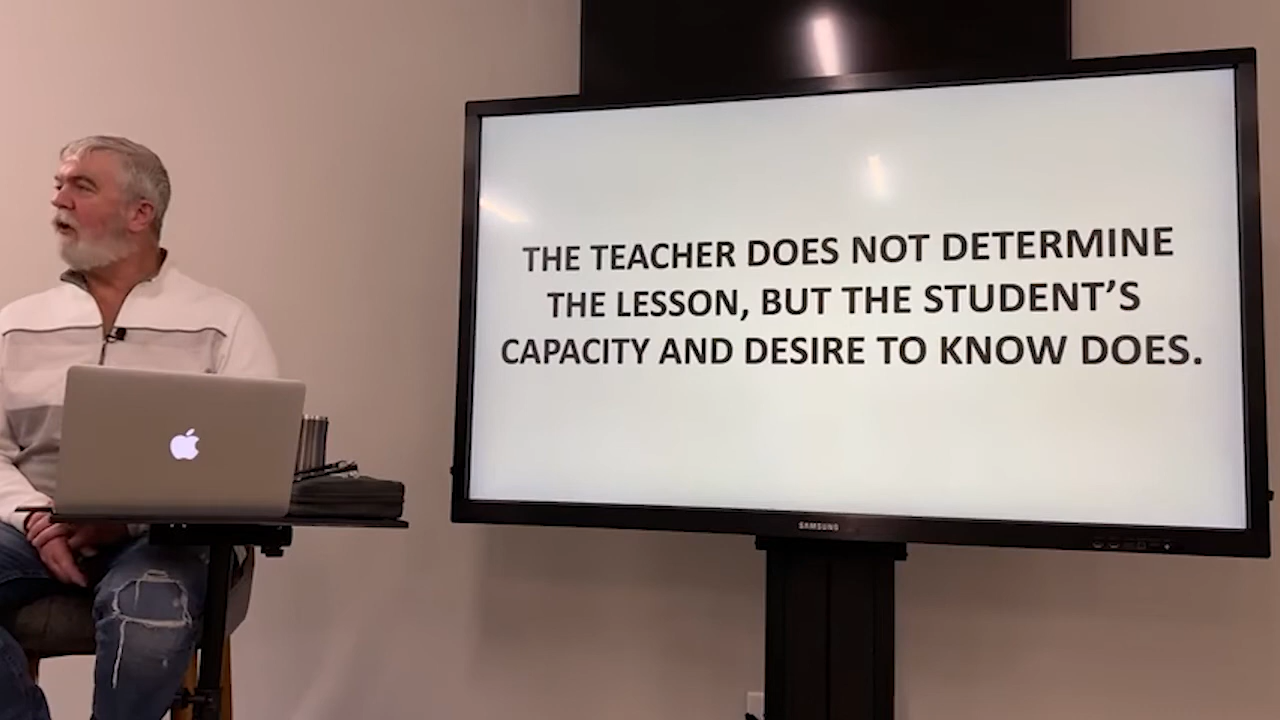 THE TEACHER DOES NOT DETERMINE
THE LESSON, BUT THE STUDENT’S
CAPACITY AND DESIRE TO KNOW DOES.
SAMSUNG